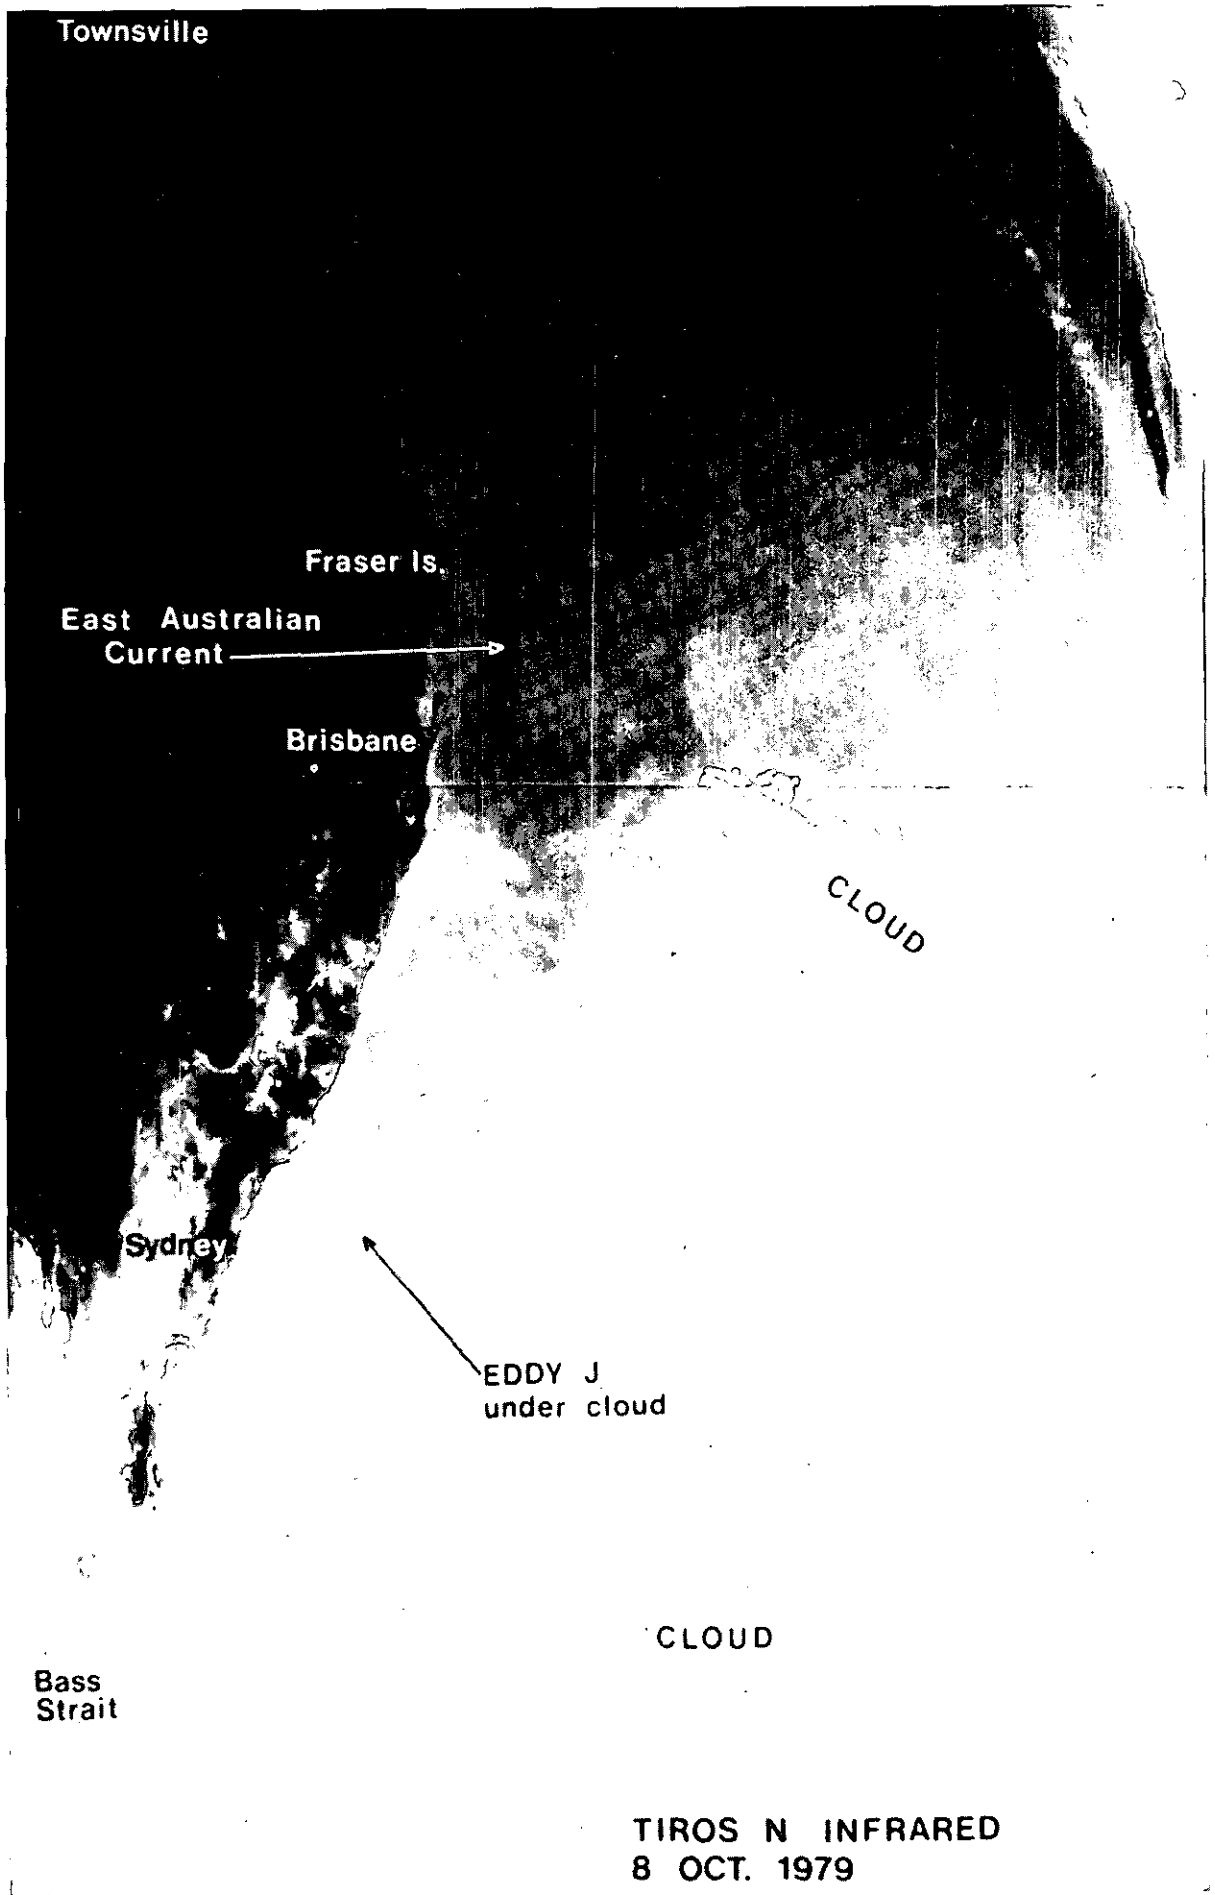 Townsville
Fraser Is.
East Australian
Current
Brisbane
CLOUD
Sydney
EDDY J
under cloud
CLOUD
Bass
Strait
TIROS N INFRARED
8 OCT. 1979